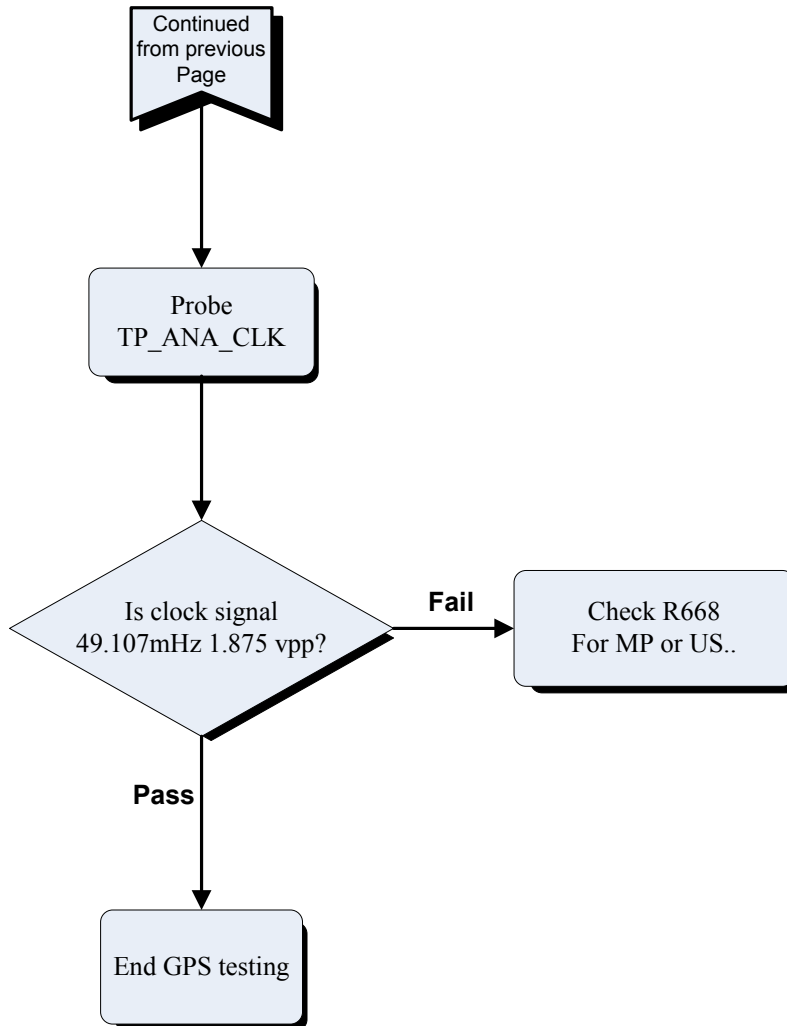 Continued
from previous
Page
Probe
TP_ANA_CLK
Is clock signal
49.107mHz 1.875 vpp?
Fail
Check R668
For MP or US..
Pass
End GPS testing